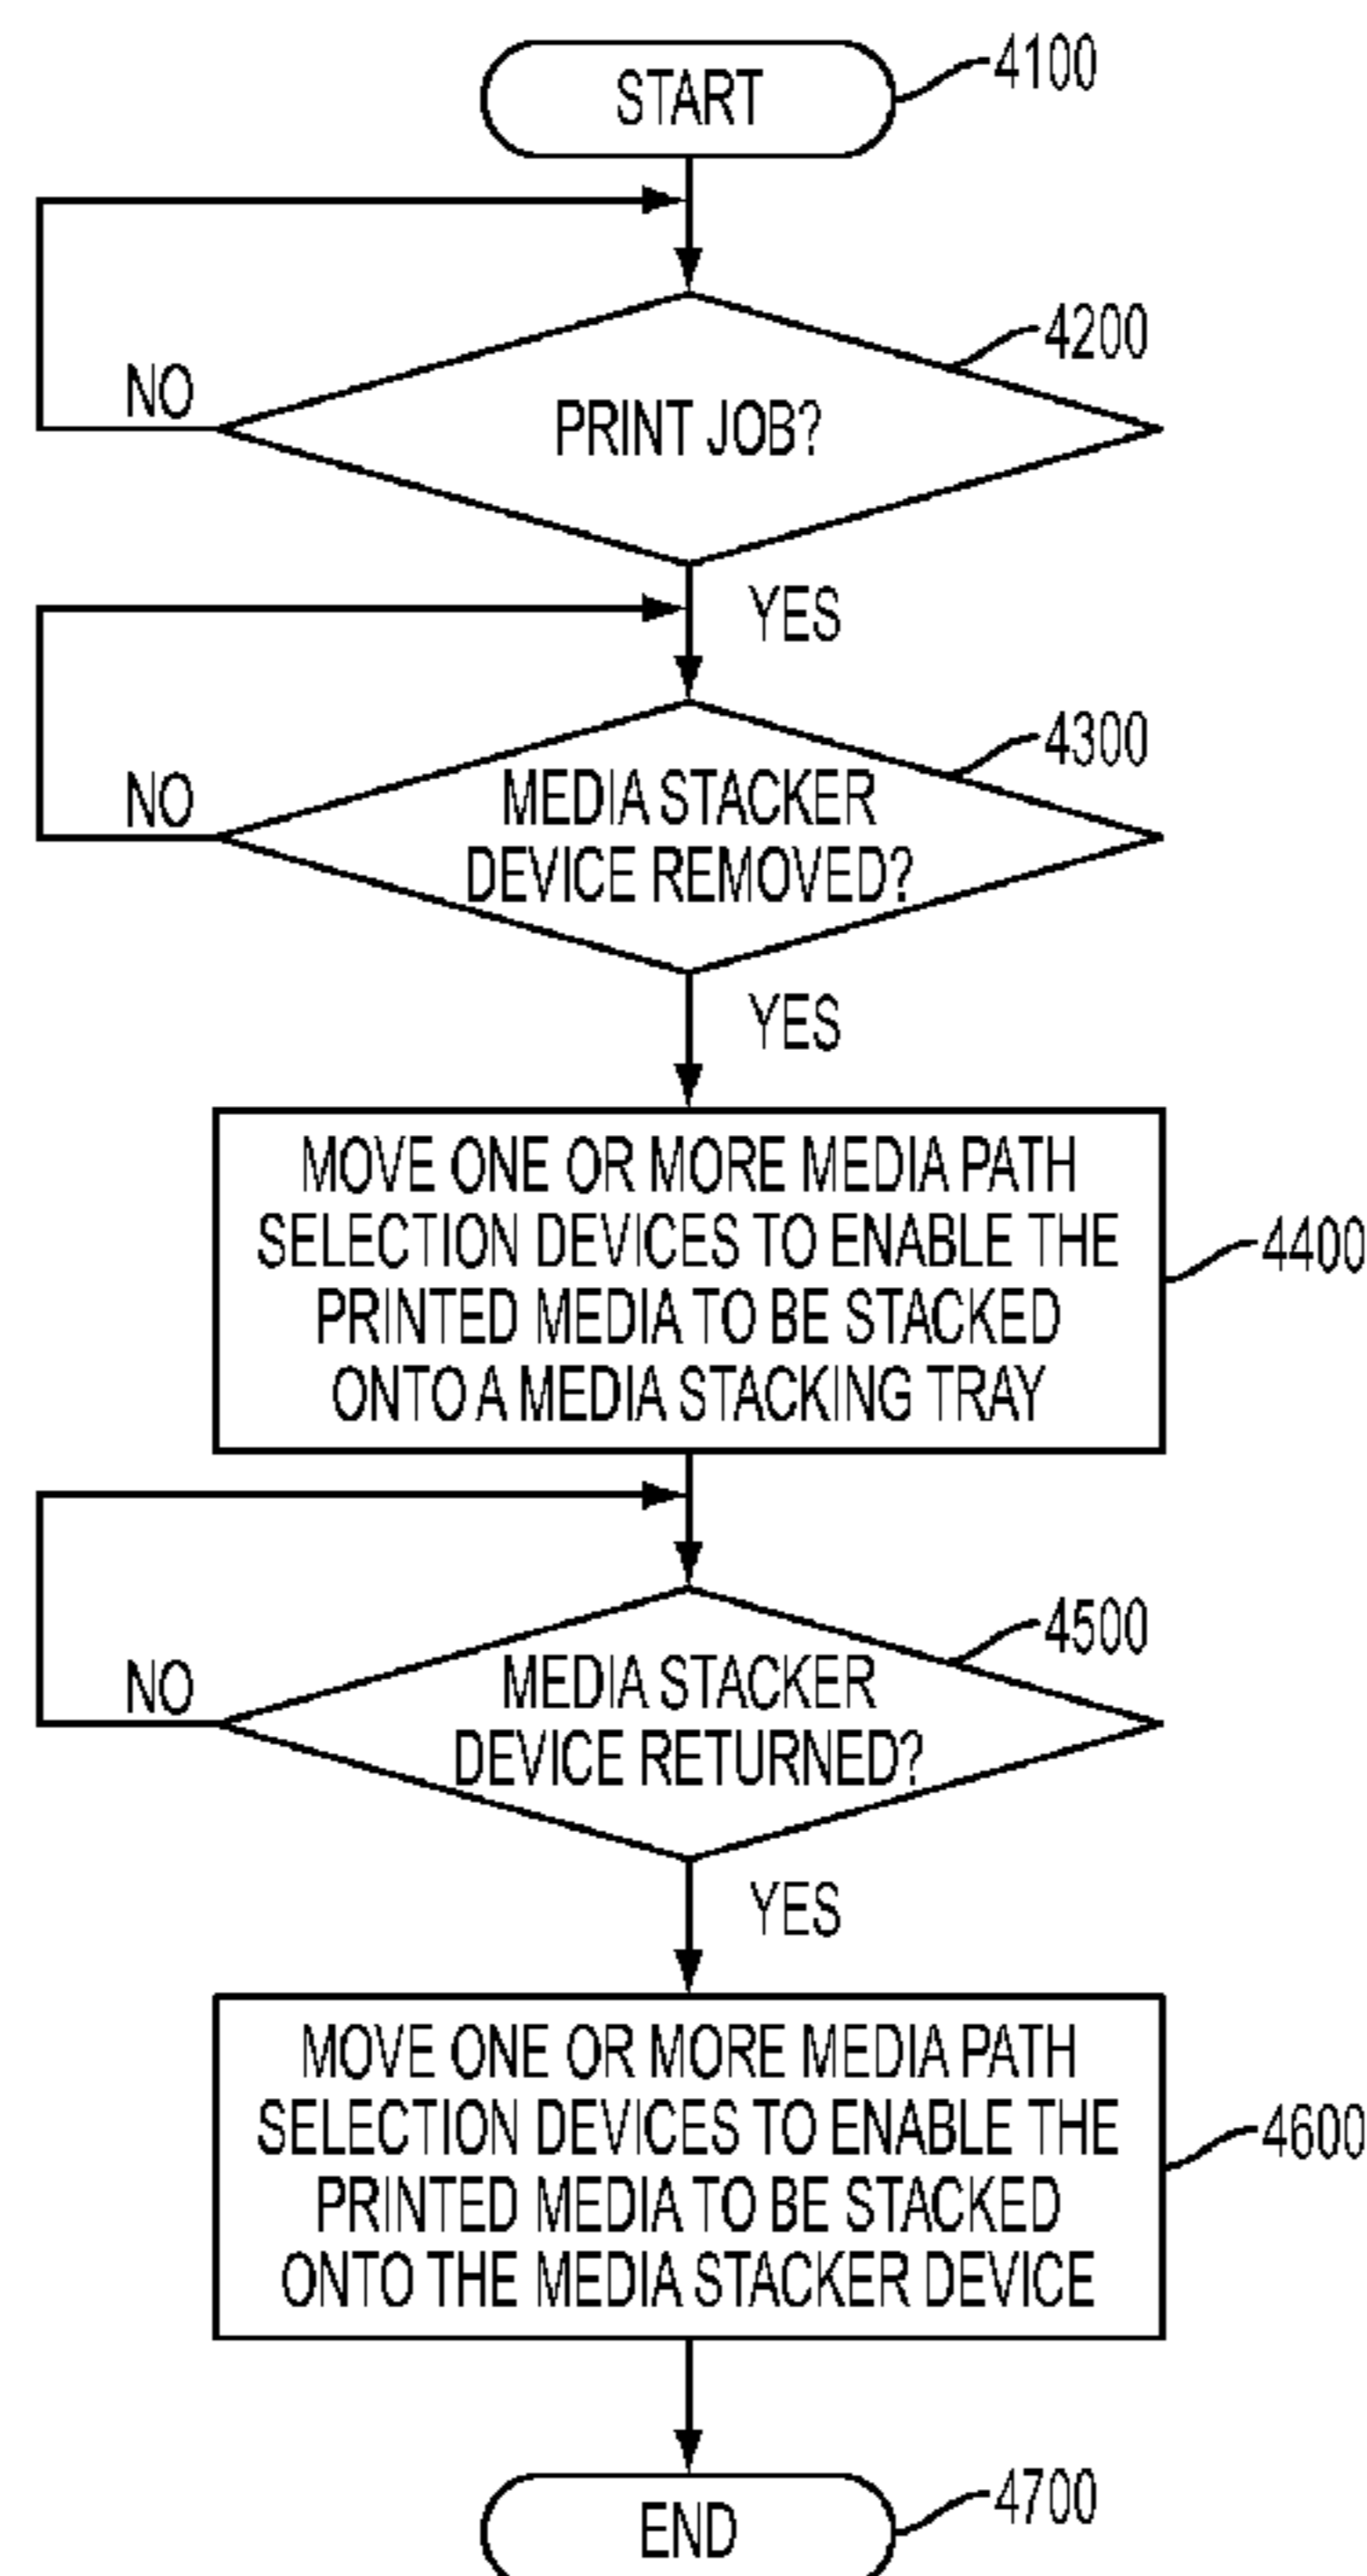 START
4100
4200
NO
PRINT JOB?
YES
4300
NO
MEDIA STACKER
DEVICE REMOVED?
YES
MOVE ONE OR MORE MEDIA PATH
SELECTION DEVICES TO ENABLE THE
PRINTED MEDIA TO BE STACKED
ONTO A MEDIA STACKING TRAY
4400
4500
NO
MEDIA STACKER
DEVICE RETURNED?
YES
MOVE ONE OR MORE MEDIA PATH
SELECTION DEVICES TO ENABLE THE
PRINTED MEDIA TO BE STACKED
ONTO THE MEDIA STACKER DEVICE
4600
END
4700